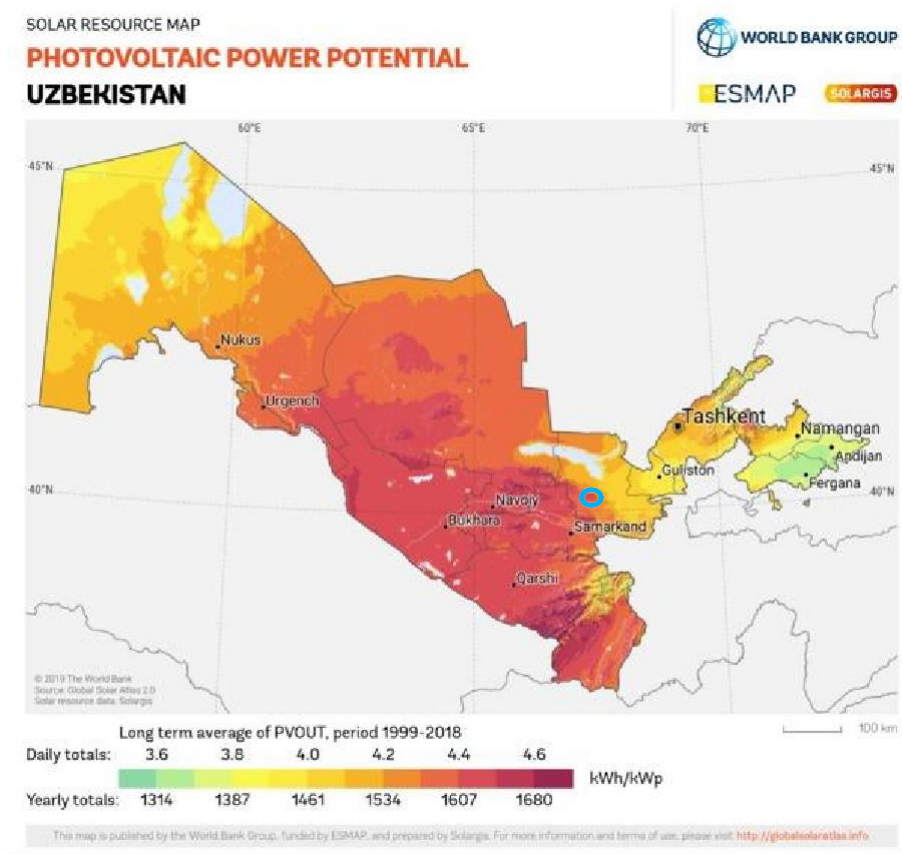 SOLAR RESOURCE MAP
PHOTOVOLTAIC POWER POTENTIAL
UZBEKISTAN
WORLD BANK GROUP
ESMAP
SOLARGIS
60°E 65°E 70°E
45°N 45°N
Nukus
Urgench
Tashkent
Namangan
Andijan
Guliston
Fergana
40°N 40°N
Navoiy
Bukhara
Samarkand
Qarshi
© 2019 The World Bank
Source: Global Solar Atlas 2.0
Solar resource data: Solargis
100 km
Long term average of PVOUT, period 1999-2018
Daily totals: 3.6 3.8 4.0 4.2 4.4 4.6
kWh/kWp
Yearly totals: 1314 1387 1461 1534 1607 1680
This map is published by the World Bank Group, funded by ESMAP, and prepared by Solargis. For more information and terms of use, please visit http://globalsolaratlas.info